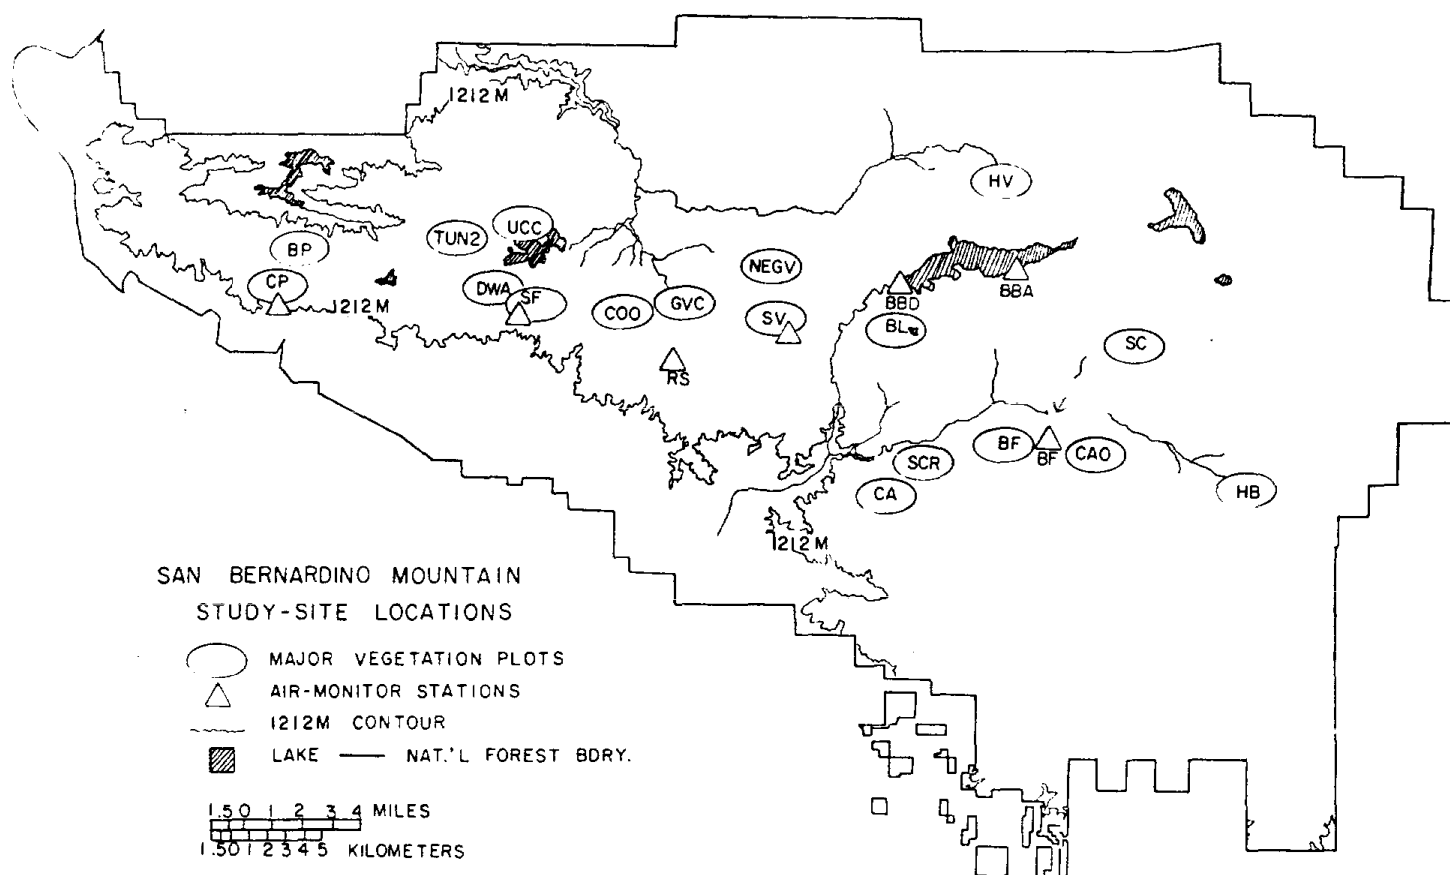 1212M
HV
UCC
TUN2
BP
NEGV
CP
DWA
SF
BBA
BBD
1212M
COO
GVC
SV
BL
SC
RS
BF
BF
CAO
SCR
CA
HB
1212M
SAN BERNARDINO MOUNTAIN
STUDY-SITE LOCATIONS
MAJOR VEGETATION PLOTS
AIR-MONITOR STATIONS
1212M CONTOUR
LAKE NAT.'L FOREST BDRY.
1.5 0 1 2 3 4 MILES
1.5 0 1 2 3 4 5 KILOMETERS